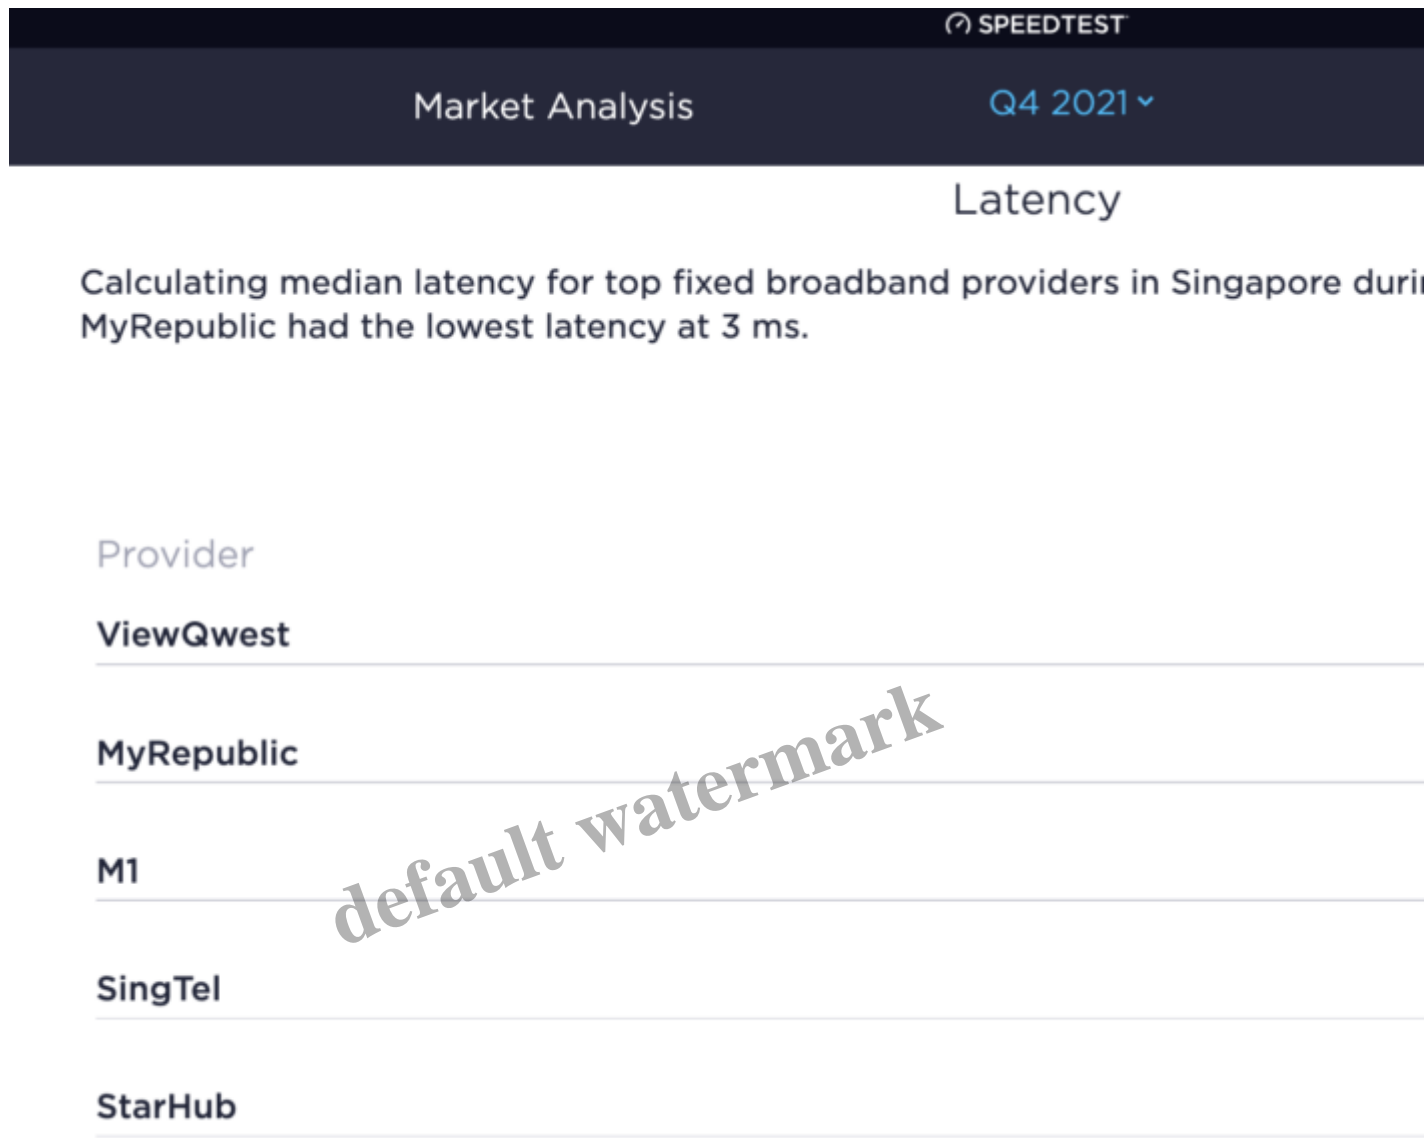 SPEEDTEST
Market Analysis
Q4 2021
Latency
Calculating median latency for top fixed broadband providers in Singapore
MyRepublic had the lowest latency at 3 ms.
Provider
ViewQwest
MyRepublic
default watermark
M1
SingTel
StarHub